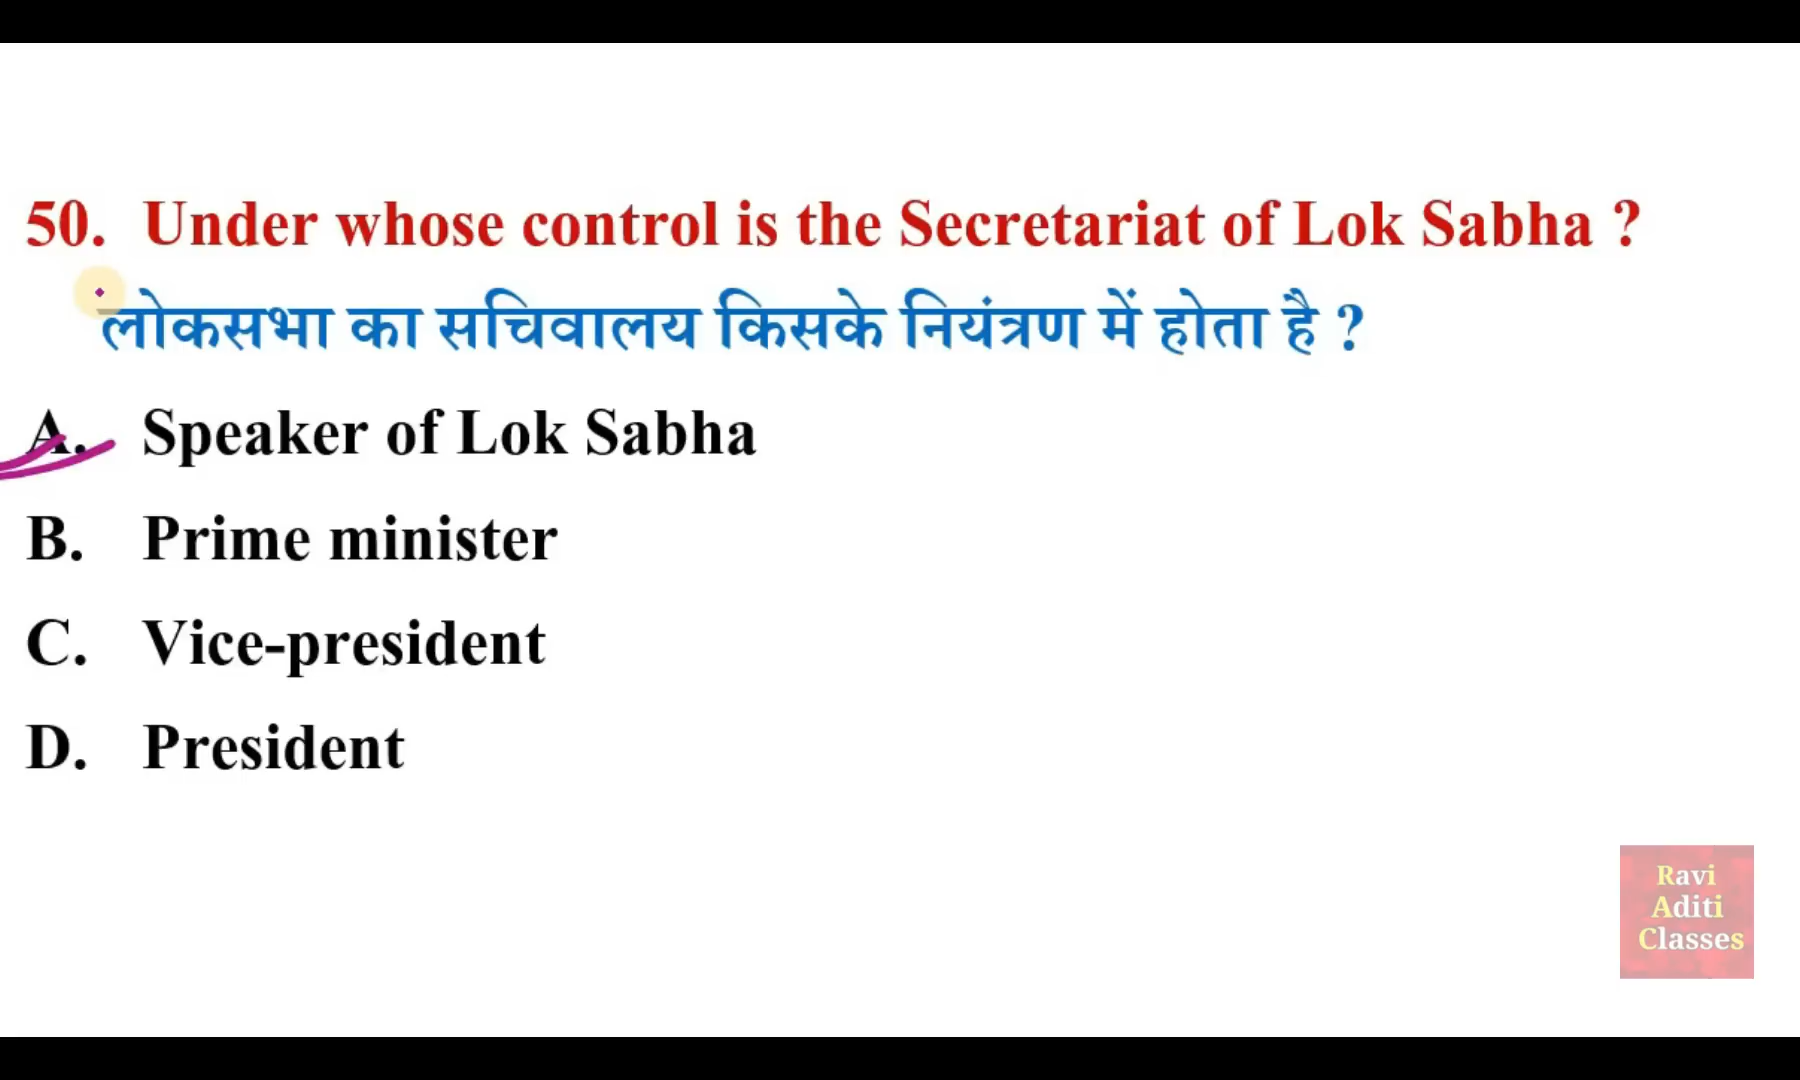 50. Under whose control is the Secretariat of Lok Sabha ?
लोकसभा का सचिवालय किसके नियंत्रण में होता है ?
A. Speaker of Lok Sabha
B. Prime minister
C. Vice-president
D. President
Ravi
Aditi
Classes